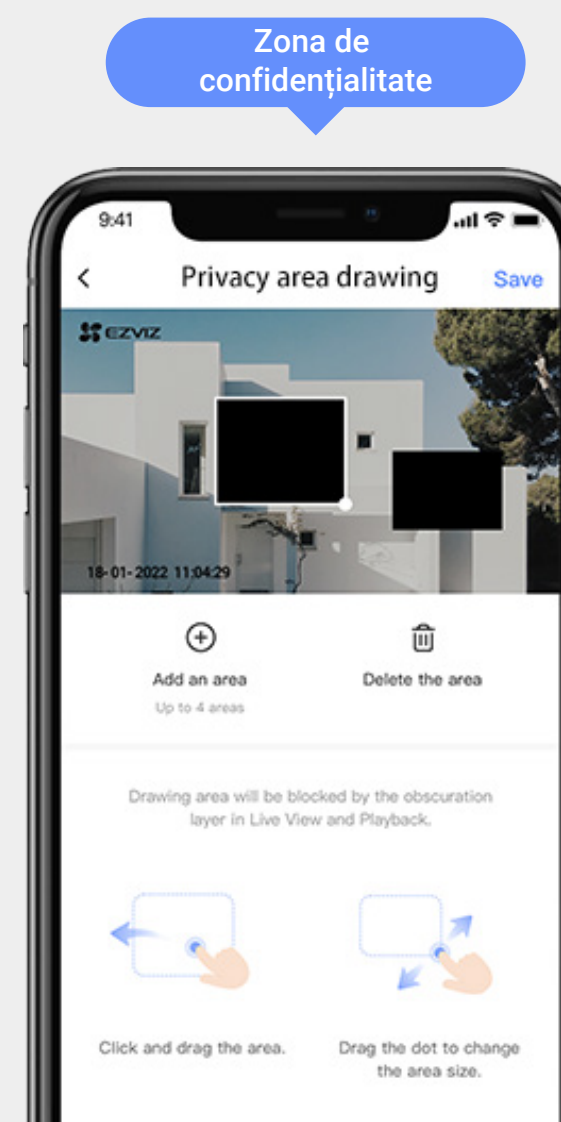 Zona de
confidențialitate
9:41
Privacy area drawing
Save
EZVIZ
18-01-2022 11:04:29
Add an area
Delete the area
Up to 4 areas
Drawing area will be blocked by the obscuration
layer in Live View and Playback.
Click and drag the area.
Drag the dot to change
the area size.